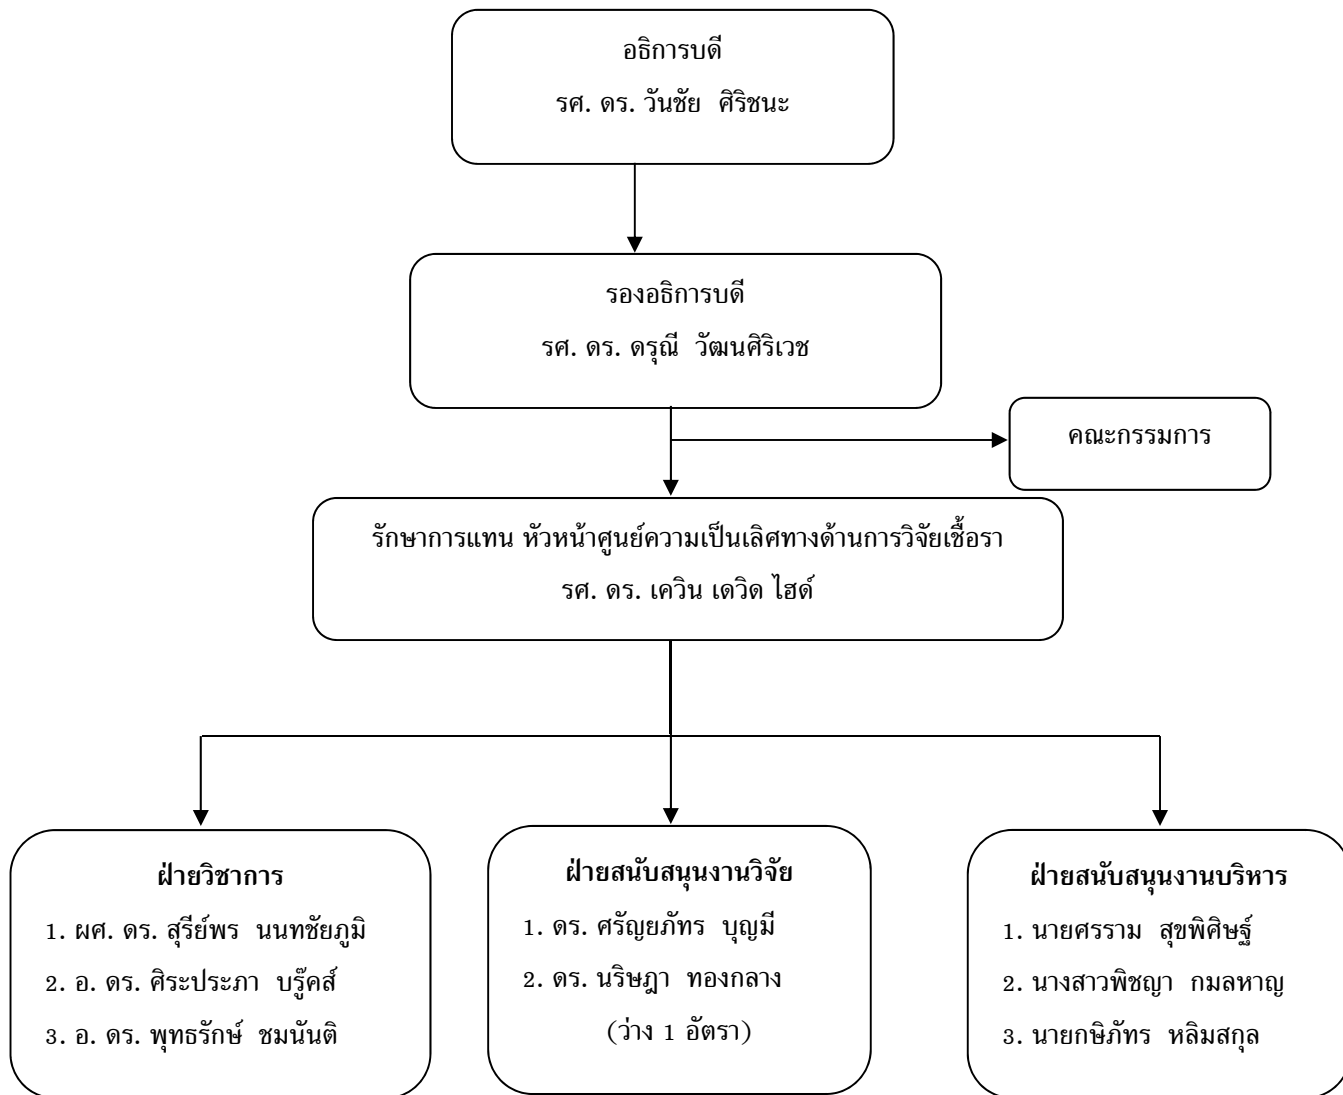 อธิการบดี
รศ. ดร. วันชัย ศิริชนะ
รองอธิการบดี
รศ. ดร. ดรุณี วัฒนศิริเวช
คณะกรรมการ
รักษาการแทน หัวหน้าศูนย์ความเป็นเลิศทางด้านการวิจัยเชื้อรา
รศ. ดร. เควิน เดวิด ไฮด์
ฝ่ายวิชาการ
1. ผศ. ดร. สุรีย์พร นนทชัยภูมิ
2. อ. ดร. ศิระประภา บรู๊คส์
3. อ. ดร. พุทธรักษ์ ชมนันติ
ฝ่ายสนับสนุนงานวิจัย
1. ดร. ศรัญยภัทร บุญมี
2. ดร. นริษฎา ทองกลาง
(ว่าง 1 อัตรา)
ฝ่ายสนับสนุนงานบริหาร
1. นายศรราม สุขพิศิษฐ์
2. นางสาวพิชญา กมลหาญ
3. นายกษิภัทร หลิมสกุล